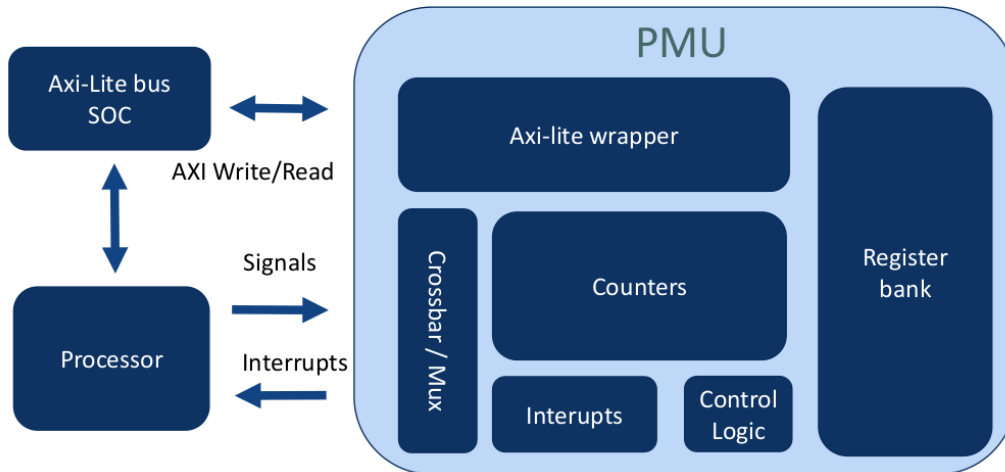 PMU
Axi-Lite bus
SOC
Axi-lite wrapper
AXI Write/Read
Signals
Crossbar / Mux
Counters
Register
bank
Processor
Interrupts
Interupts
Control
Logic